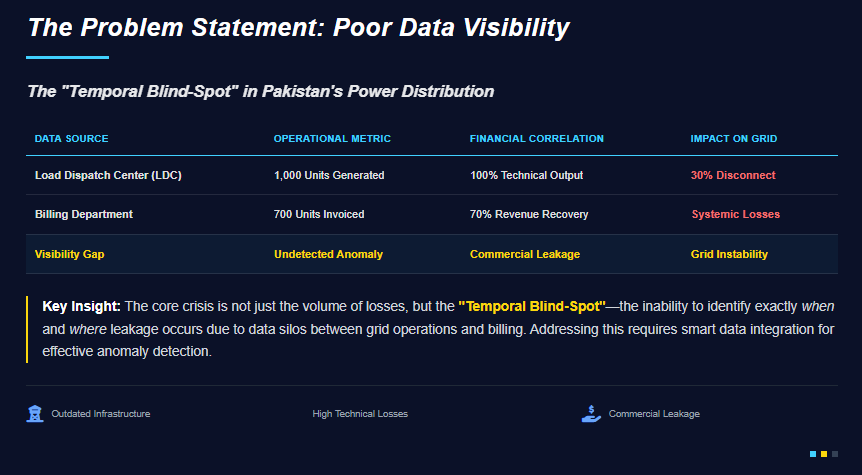 The Problem Statement: Poor Data Visibility
The "Temporal Blind-Spot" in Pakistan's Power Distribution
DATA SOURCE OPERATIONAL METRIC FINANCIAL CORRELATION IMPACT ON GRID
Load Dispatch Center (LDC) 1,000 Units Generated 100% Technical Output 30% Disconnect
Billing Department 700 Units Invoiced 70% Revenue Recovery Systemic Losses
Visibility Gap Undetected Anomaly Commercial Leakage Grid Instability
Key Insight: The core crisis is not just the volume of losses, but the "Temporal Blind-Spot"—the inability to identify exactly when
and where leakage occurs due to data silos between grid operations and billing. Addressing this requires smart data integration for
effective anomaly detection.
Outdated Infrastructure High Technical Losses Commercial Leakage